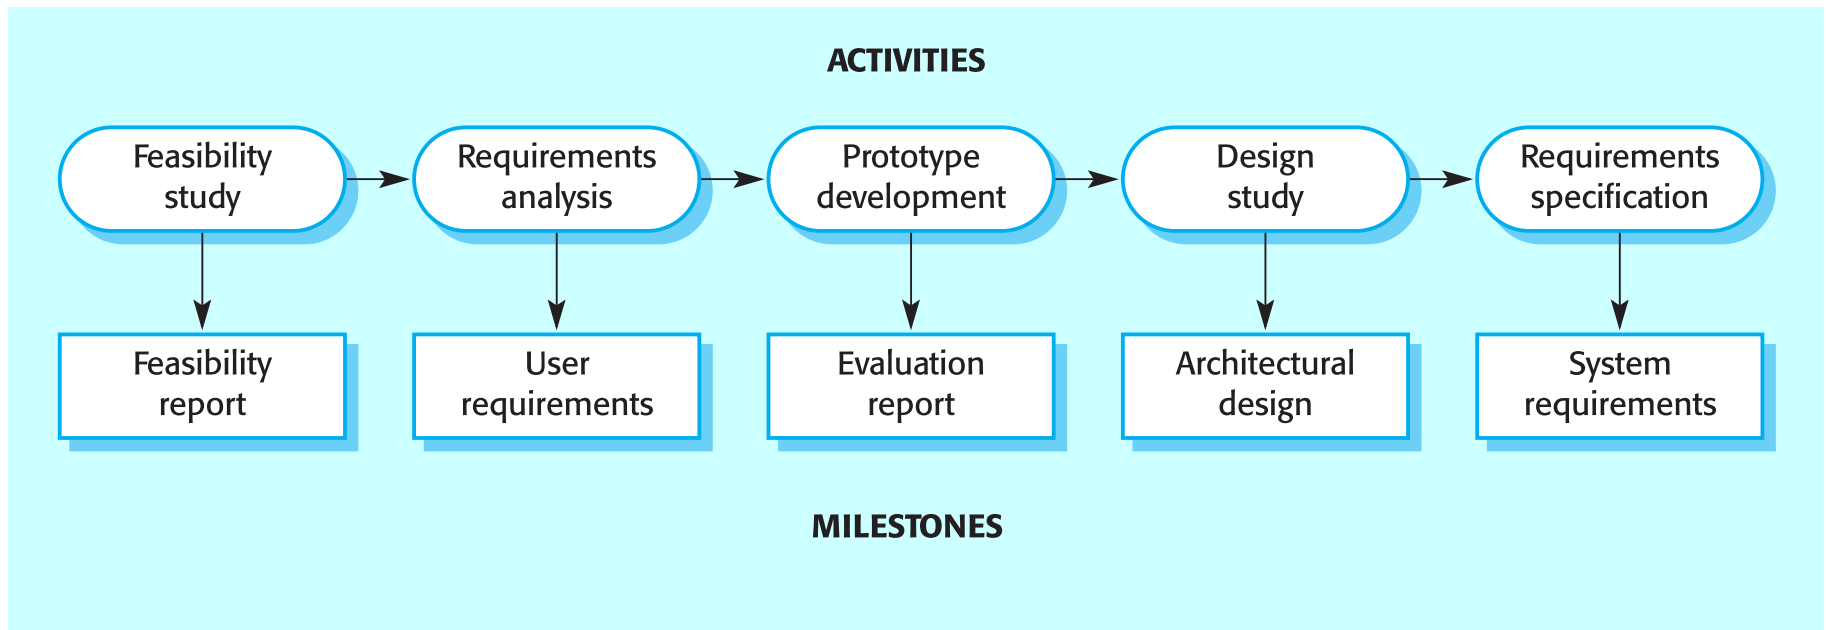 ACTIVITIES
Feasibility
study
Requirements
analysis
Prototype
development
Design
study
Requirements
specification
Feasibility
report
User
requirements
Evaluation
report
Architectural
design
System
requirements
MILESTONES